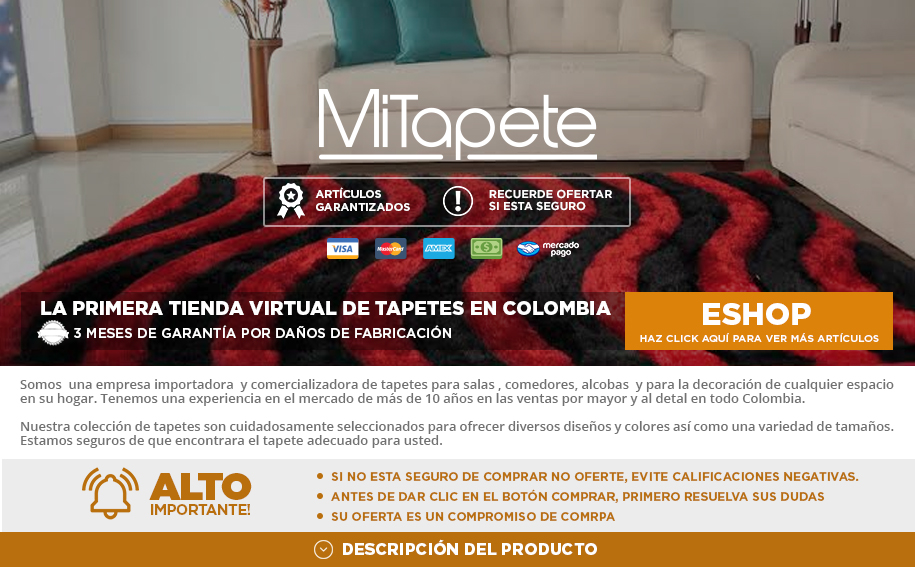 MiTapete
ARTÍCULOS
GARANTIZADOS
RECUERDE OFERTAR
SI ESTA SEGURO
VISA
MasterCard
AMEX
mercado
pago
LA PRIMERA TIENDA VIRTUAL DE TAPETES EN COLOMBIA
3 MESES DE GARANTÍA POR DAÑOS DE FABRICACIÓN
ESHOP
HAZ CLICK AQUÍ PARA VER MÁS ARTÍCULOS
Somos una empresa importadora y comercializadora de tapetes para salas , comedores, alcobas y para la decoración de cualquier espacio
en su hogar. Tenemos una experiencia en el mercado de más de 10 años en las ventas por mayor y al detal en todo Colombia.
Nuestra colección de tapetes son cuidadosamente seleccionados para ofrecer diversos diseños y colores así como una variedad de tamaños.
Estamos seguros de que encontrara el tapete adecuado para usted.
ALTO
IMPORTANTE!
• SI NO ESTA SEGURO DE COMPRAR NO OFERTE, EVITE CALIFICACIONES NEGATIVAS.
• ANTES DE DAR CLIC EN EL BOTÓN COMPRAR, PRIMERO RESUELVA SUS DUDAS
• SU OFERTA ES UN COMPROMISO DE COMRPA
DESCRIPCIÓN DEL PRODUCTO